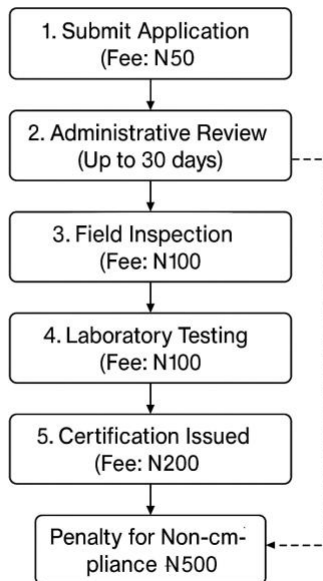 1. Submit Application
(Fee: N50
2. Administrative Review
(Up to 30 days)
3. Field Inspection
(Fee: N100
4. Laboratory Testing
(Fee: N100
5. Certification Issued
(Fee: N200
Penalty for Non-cm-
pliance ₦500